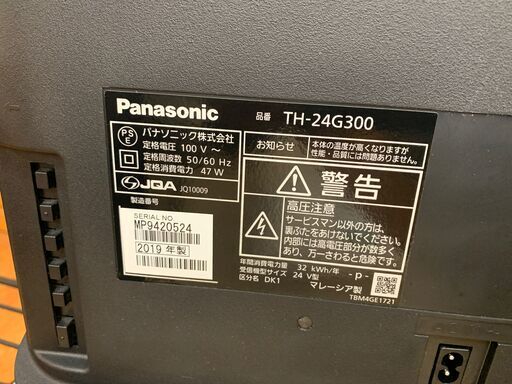 Panasonic
品番 TH-24G300
PS
E
パナソニック株式会社
定格電圧 100 V ～
定格周波数 50/60 Hz
定格消費電力 47 W
JQA JQ10009
製造番号
SERIAL NO.
MP9420524
2019 年製
お知らせ
本体の温度が高くなりますが
性能・品質には問題ありません。
警告
高圧注意
サービスマン以外の方は、
裏ぶたをあけないでください。
内部には高電圧部分が数多く
あり、万一さわると危険です。
年間消費電力量 32 kWh/年 -p-
受信機型サイズ 24 V型
区分名 DK1 マレーシア製
TBM4GE1721